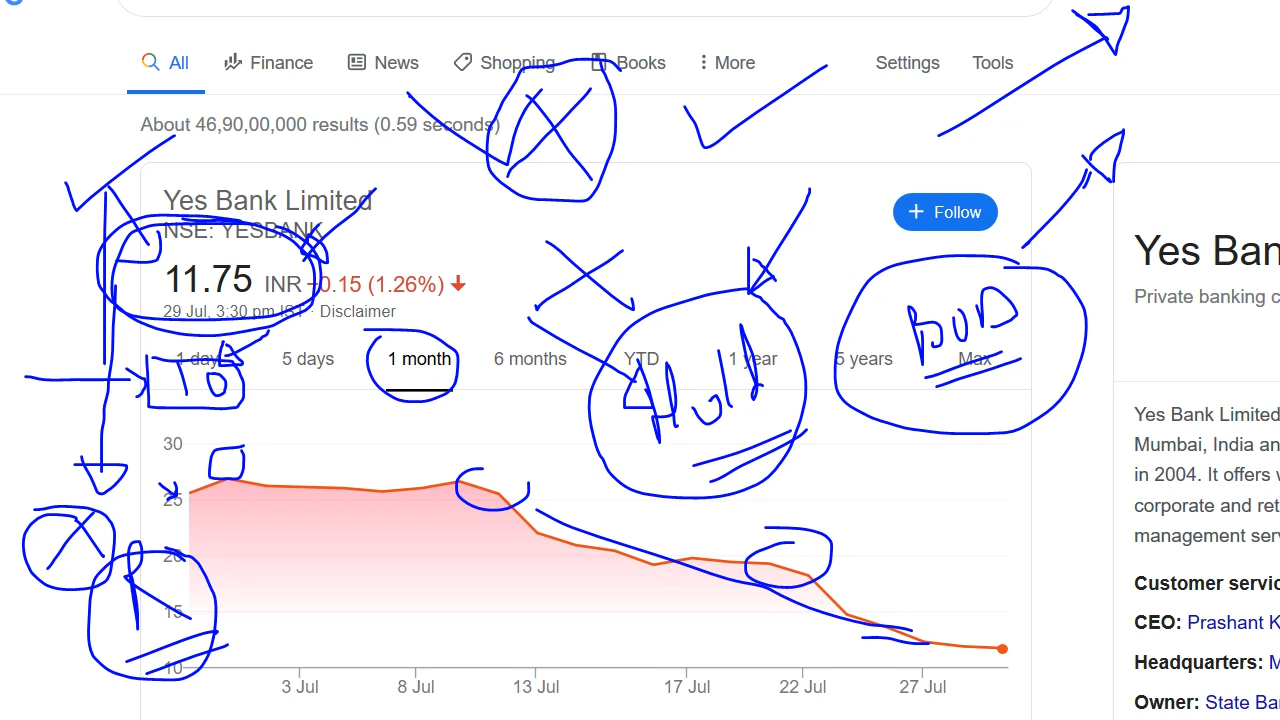 All Finance News Shopping Books More Settings Tools
About 46,90,00,000 results (0.59 seconds)
Yes Bank Limited
NSE: YESBANK
+ Follow
11.75 INR −0.15 (1.26%)
29 Jul, 3:30 pm IST · Disclaimer
1 day 5 days 1 month 6 months YTD 1 year 5 years Max
10
Hold
30
25
20
15
10
3 Jul 8 Jul 13 Jul 17 Jul 22 Jul 27 Jul
Yes Ban
Private banking c
Yes Bank Limited
Mumbai, India an
in 2004. It offers
corporate and ret
management serv
Customer servic
CEO: Prashant K
Headquarters: M
Owner: State Ba